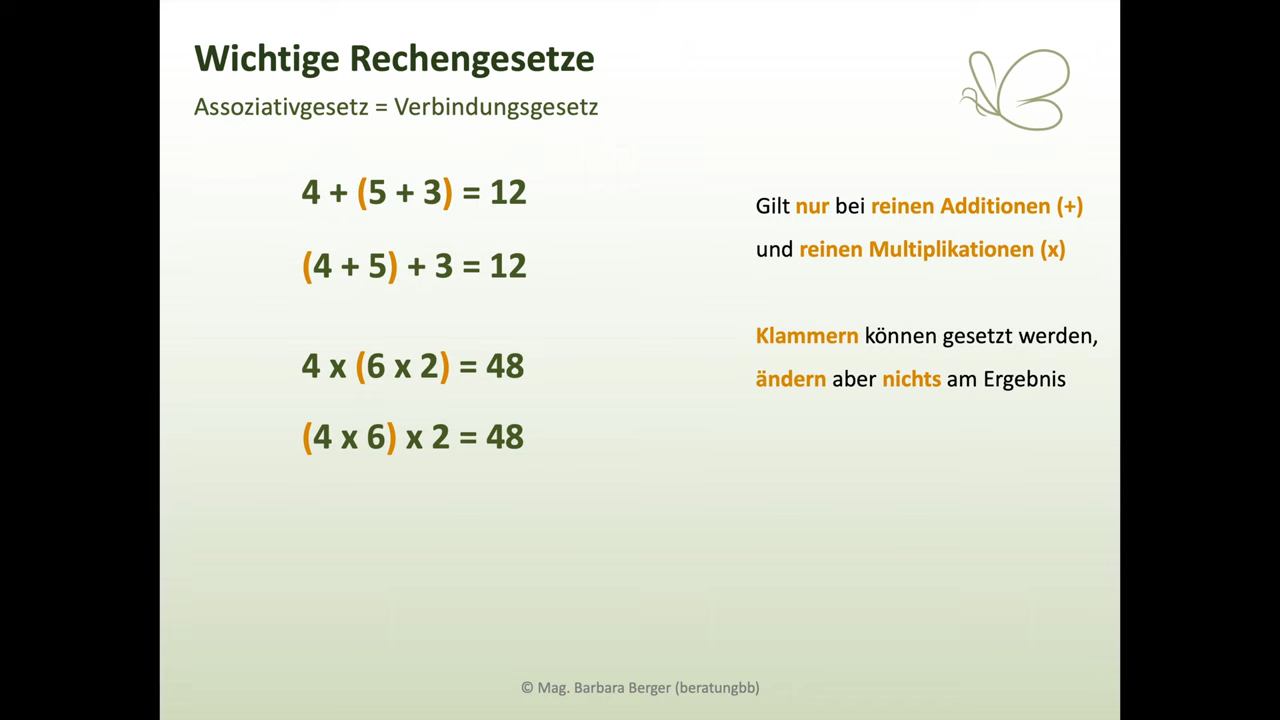 Wichtige Rechengesetze
Assoziativgesetz = Verbindungsgesetz
4 + (5 + 3) = 12
(4 + 5) + 3 = 12
4 x (6 x 2) = 48
(4 x 6) x 2 = 48
Gilt nur bei reinen Additionen (+)
und reinen Multiplikationen (x)
Klammern können gesetzt werden,
ändern aber nichts am Ergebnis
© Mag. Barbara Berger (beratungbb)